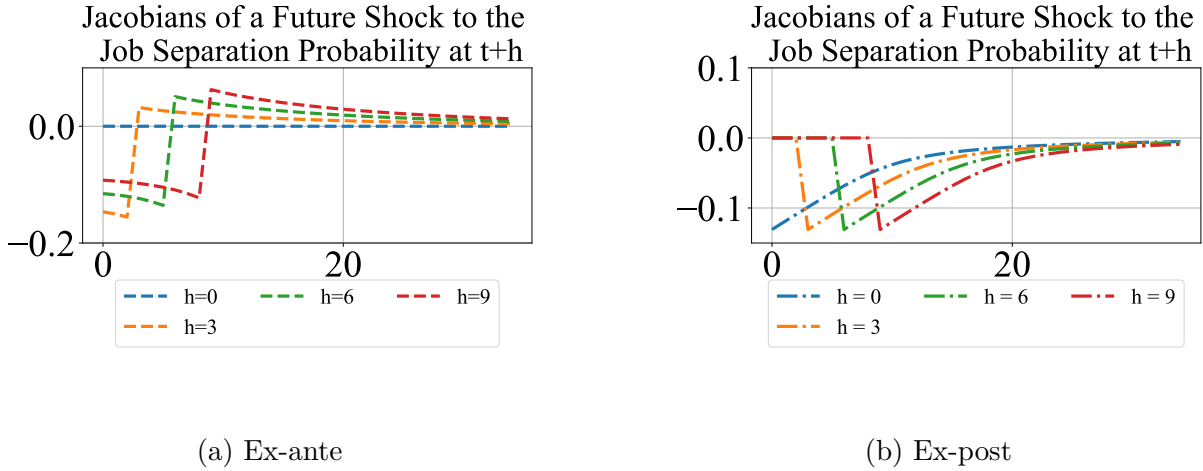 Jacobians of a Future Shock to the
Job Separation Probability at t+h
0.0
−0.2
0
20
h=0
h=6
h=9
h=3
(a) Ex-ante
Jacobians of a Future Shock to the
Job Separation Probability at t+h
0.1
0.0
−0.1
0
20
h = 0
h = 6
h = 9
h = 3
(b) Ex-post